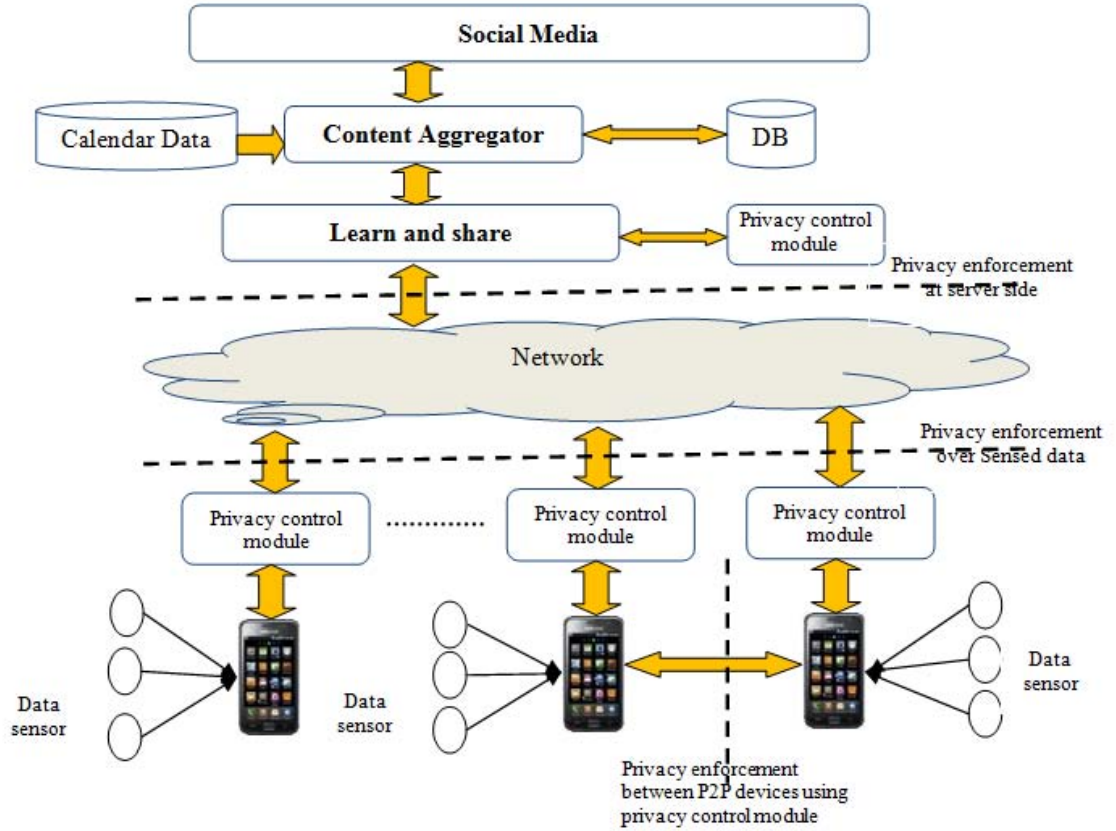 Social Media
Calendar Data
Content Aggregator
DB
Learn and share
Privacy control
module
Privacy enforcement
at server side
Network
Privacy enforcement
over Sensed data
Privacy control
module
Privacy control
module
Privacy control
module
Data
sensor
Data
sensor
Data
sensor
Privacy enforcement
between P2P devices using
privacy control module